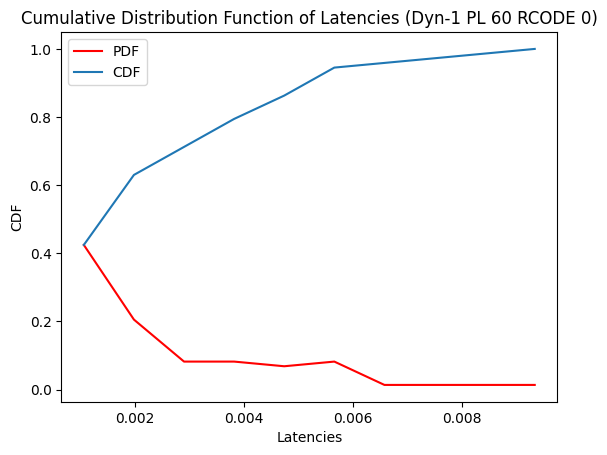 Cumulative Distribution Function of Latencies (Dyn-1 PL 60 RCODE 0)
PDF
CDF
1.0
0.8
0.6
0.4
0.2
0.0
CDF
0.002
0.004
0.006
0.008
Latencies